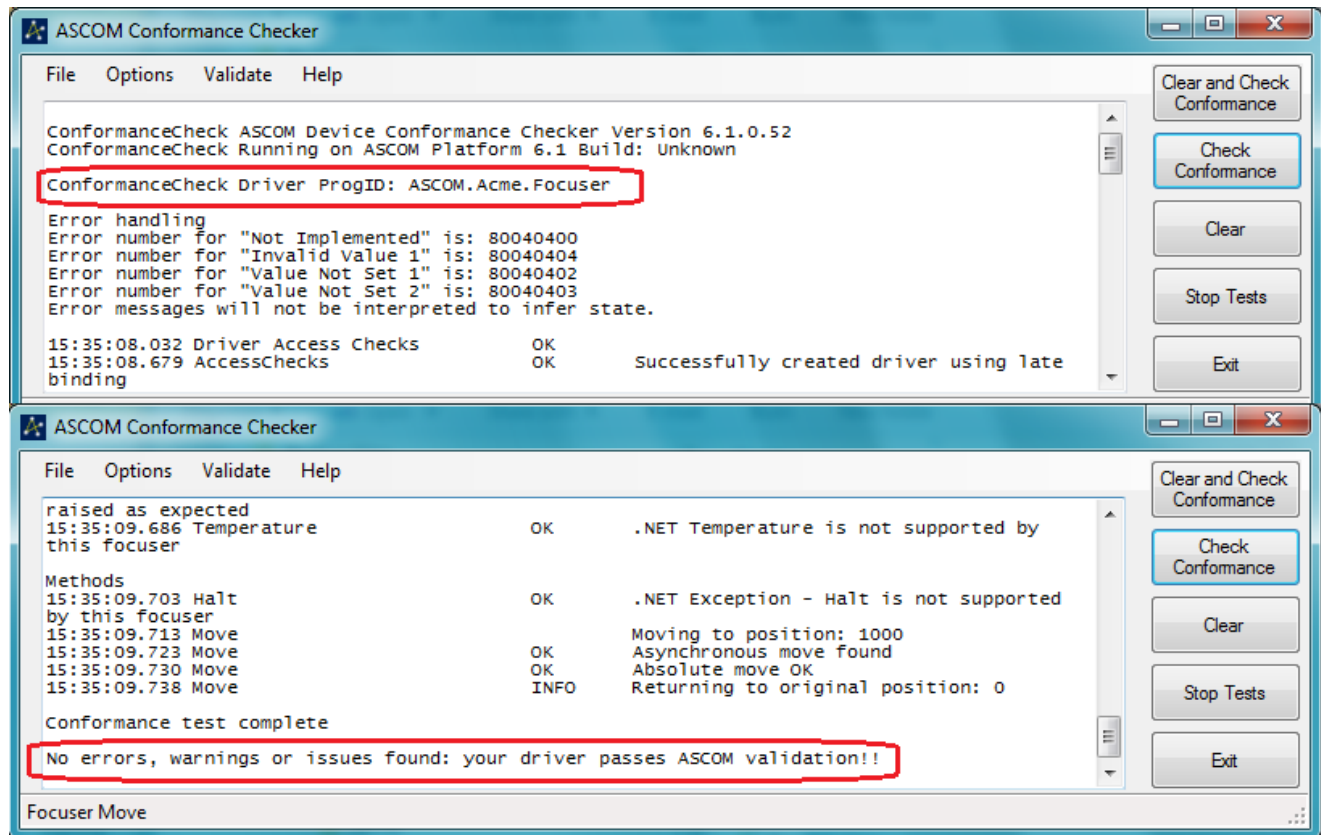 ASCOM Conformance Checker
File Options Validate Help
Clear and Check
Conformance
Check
Conformance
Clear
Stop Tests
Exit
ConformanceCheck ASCOM Device Conformance Checker Version 6.1.0.52
ConformanceCheck Running on ASCOM Platform 6.1 Build: Unknown
ConformanceCheck Driver ProgID: ASCOM.Acme.Focuser
Error handling
Error number for "Not Implemented" is: 80040400
Error number for "Invalid Value 1" is: 80040404
Error number for "Value Not Set 1" is: 80040402
Error number for "Value Not Set 2" is: 80040403
Error messages will not be interpreted to infer state.
15:35:08.032 Driver Access Checks OK
15:35:08.679 AccessChecks OK Successfully created driver using late
binding
ASCOM Conformance Checker
File Options Validate Help
Clear and Check
Conformance
Check
Conformance
Clear
Stop Tests
Exit
raised as expected
15:35:09.686 Temperature OK .NET Temperature is not supported by
this focuser
Methods
15:35:09.703 Halt OK .NET Exception - Halt is not supported
by this focuser
15:35:09.713 Move Moving to position: 1000
15:35:09.723 Move OK Asynchronous move found
15:35:09.730 Move OK Absolute move OK
15:35:09.738 Move INFO Returning to original position: 0
Conformance test complete
No errors, warnings or issues found: your driver passes ASCOM validation!!
Focuser Move